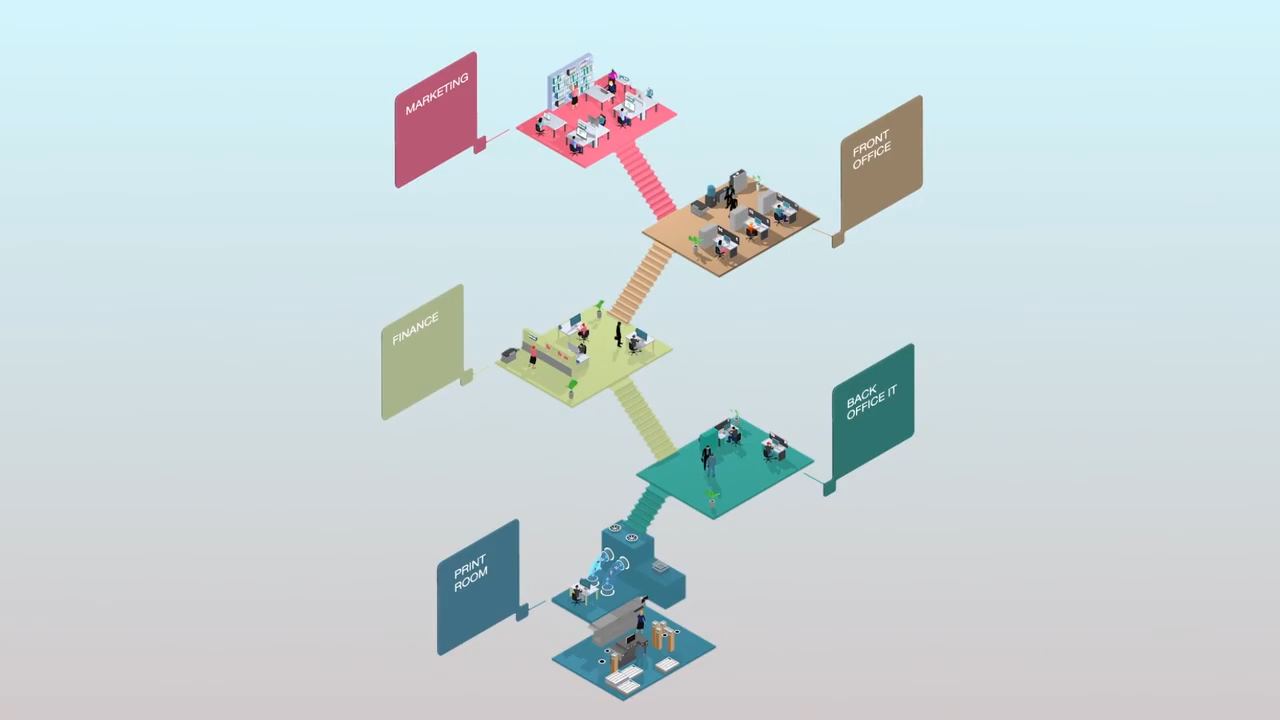 MARKETING
FRONT
OFFICE
FINANCE
BACK
OFFICE IT
PRINT
ROOM